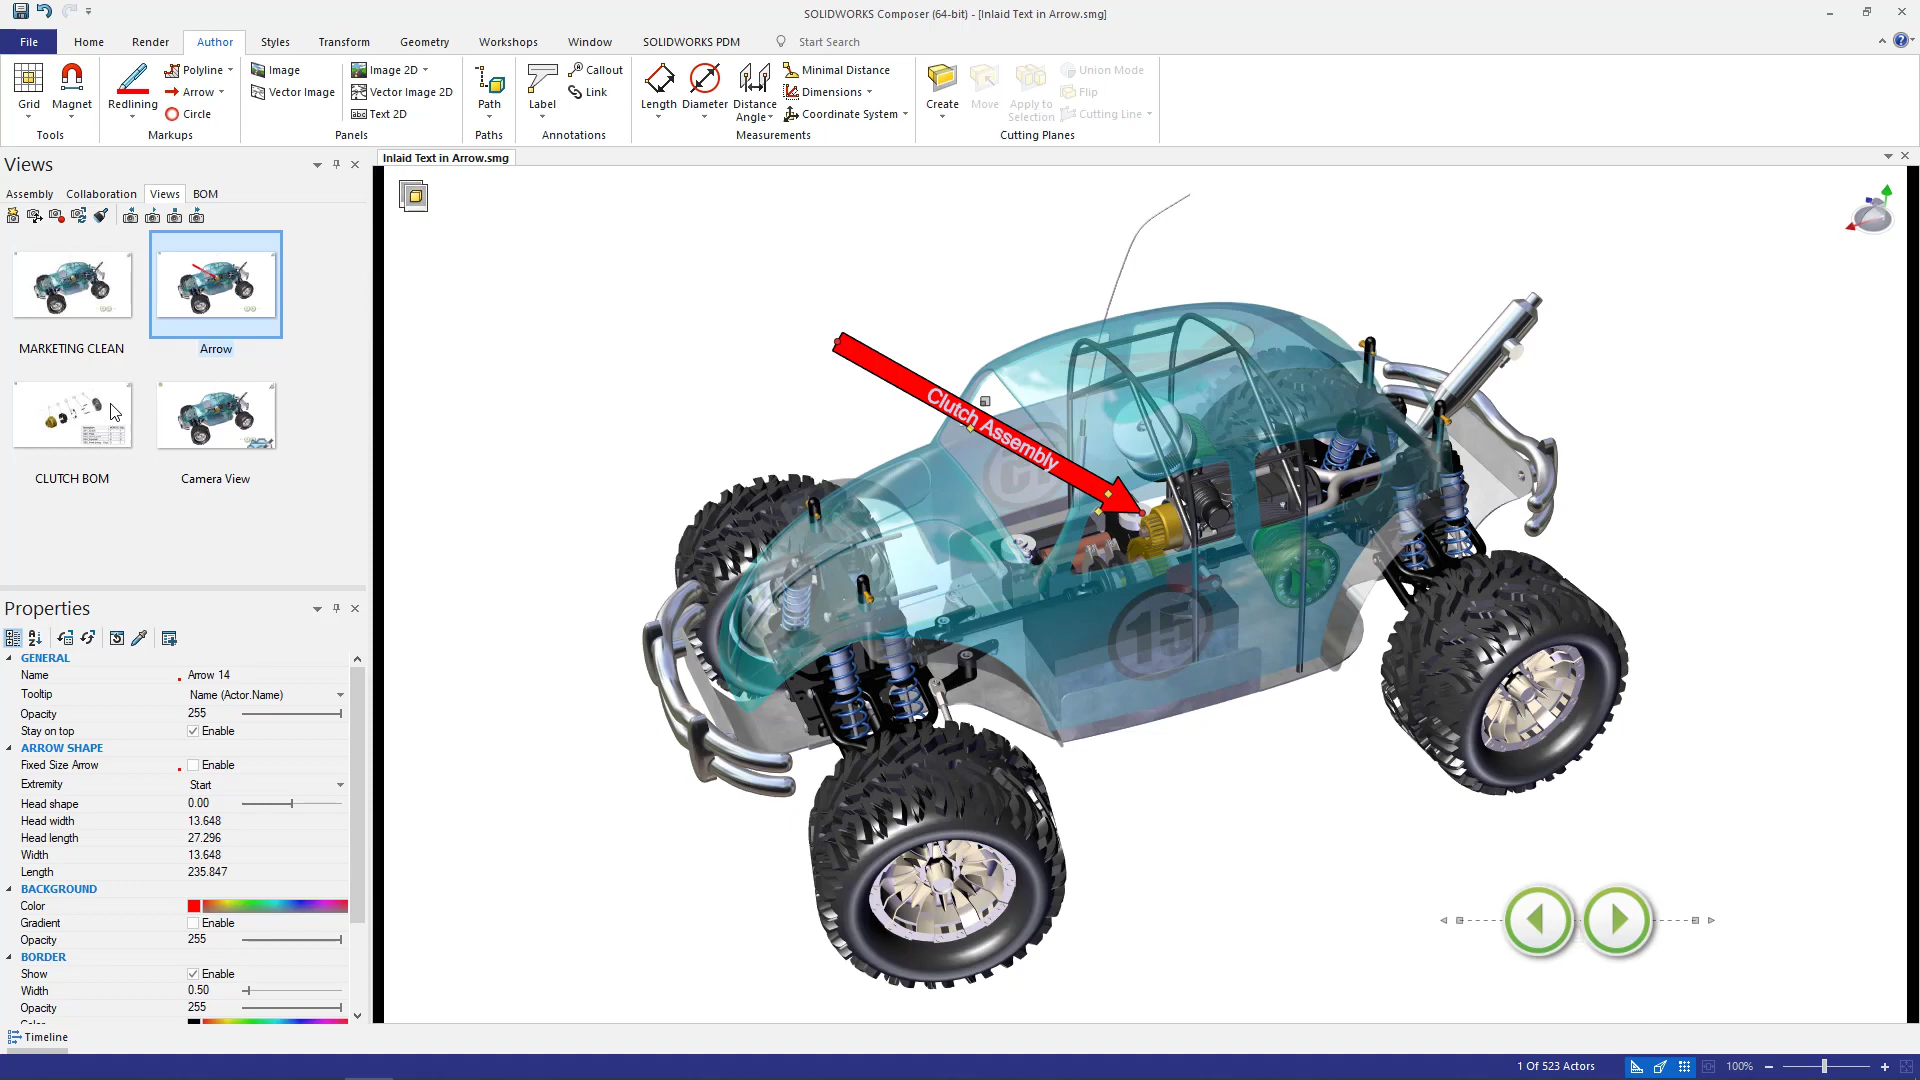 SOLIDWORKS Composer (64-bit) - [Inlaid Text in Arrow.smg]
File Home Render Author Styles Transform Geometry Workshops Window SOLIDWORKS PDM Start Search
Grid
Magnet
Tools
Redlining
Polyline
Arrow
Circle
Markups
Image
Vector Image
Image 2D
Vector Image 2D
Text 2D
Panels
Path
Paths
Label
Callout
Link
Annotations
Length
Diameter
Distance
Angle
Minimal Distance
Dimensions
Coordinate System
Measurements
Create
Move
Apply to
Selection
Union Mode
Flip
Cutting Line
Cutting Planes
Views
Assembly Collaboration Views BOM
MARKETING CLEAN
Arrow
CLUTCH BOM
Camera View
Inlaid Text in Arrow.smg
Clutch Assembly
15
Properties
GENERAL
Name Arrow 14
Tooltip Name (Actor.Name)
Opacity 255
Stay on top Enable
ARROW SHAPE
Fixed Size Arrow Enable
Extremity Start
Head shape 0.00
Head width 13.648
Head length 27.296
Width 13.648
Length 235.847
BACKGROUND
Color
Gradient Enable
Opacity 255
BORDER
Show Enable
Width 0.50
Opacity 255
Timeline
1 Of 523 Actors
100%